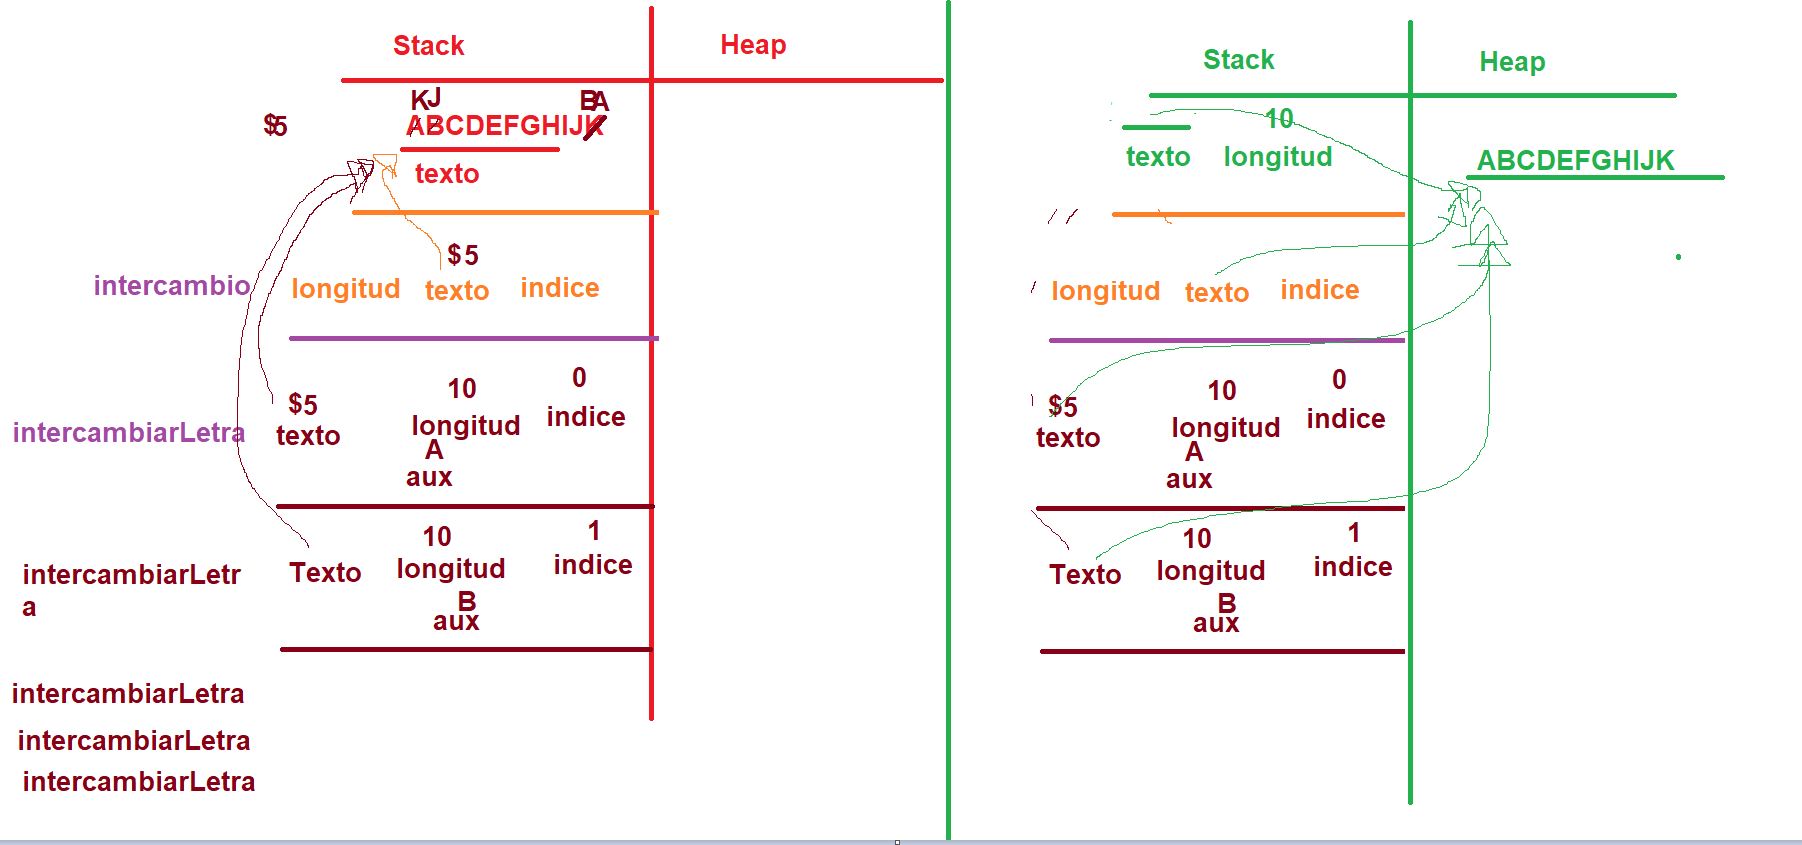 Stack Heap
KJ BA
$5 ABCDEFGHIJK
texto
$5
intercambio longitud texto indice
10 0
$5 longitud indice
intercambiarLetra texto
A
aux
10 1
intercambiarLetr Texto longitud indice
a
B
aux
intercambiarLetra
intercambiarLetra
intercambiarLetra
Stack Heap
10
texto longitud ABCDEFGHIJK
longitud texto indice
10 0
$5 longitud indice
texto
A
aux
10 1
Texto longitud indice
B
aux